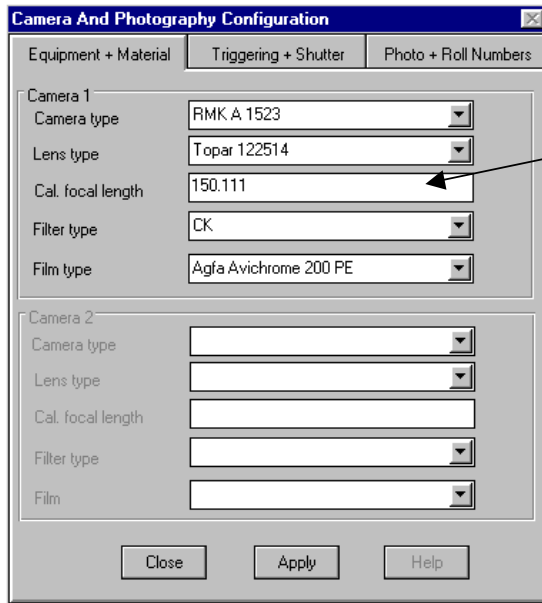 Camera And Photography Configuration
Equipment + Material Triggering + Shutter Photo + Roll Numbers
Camera 1
Camera type RMK A 1523
Lens type Topar 122514
Cal. focal length 150.111
Filter type CK
Film type Agfa Avichrome 200 PE
Camera 2
Camera type
Lens type
Cal. focal length
Filter type
Film
Close Apply Help